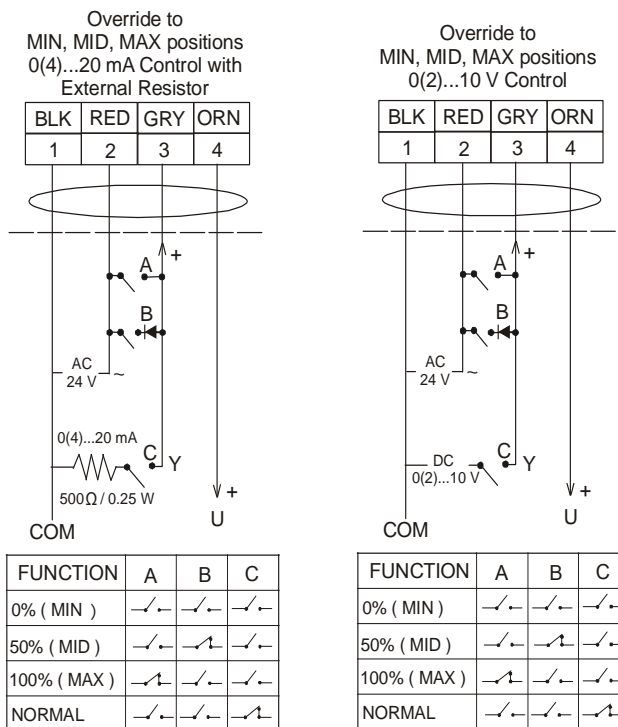 Override to
MIN, MID, MAX positions
0(4)...20 mA Control with
External Resistor
BLK RED GRY ORN
1 2 3 4
+
A
B
AC
24 V ~
0(4)...20 mA
C Y
500Ω / 0.25 W
+
U
COM
FUNCTION A B C
0% ( MIN )
50% ( MID )
100% ( MAX )
NORMAL
Override to
MIN, MID, MAX positions
0(2)...10 V Control
BLK RED GRY ORN
1 2 3 4
+
A
B
AC
24 V ~
DC
0(2)...10 V
C Y
+
U
COM
FUNCTION A B C
0% ( MIN )
50% ( MID )
100% ( MAX )
NORMAL